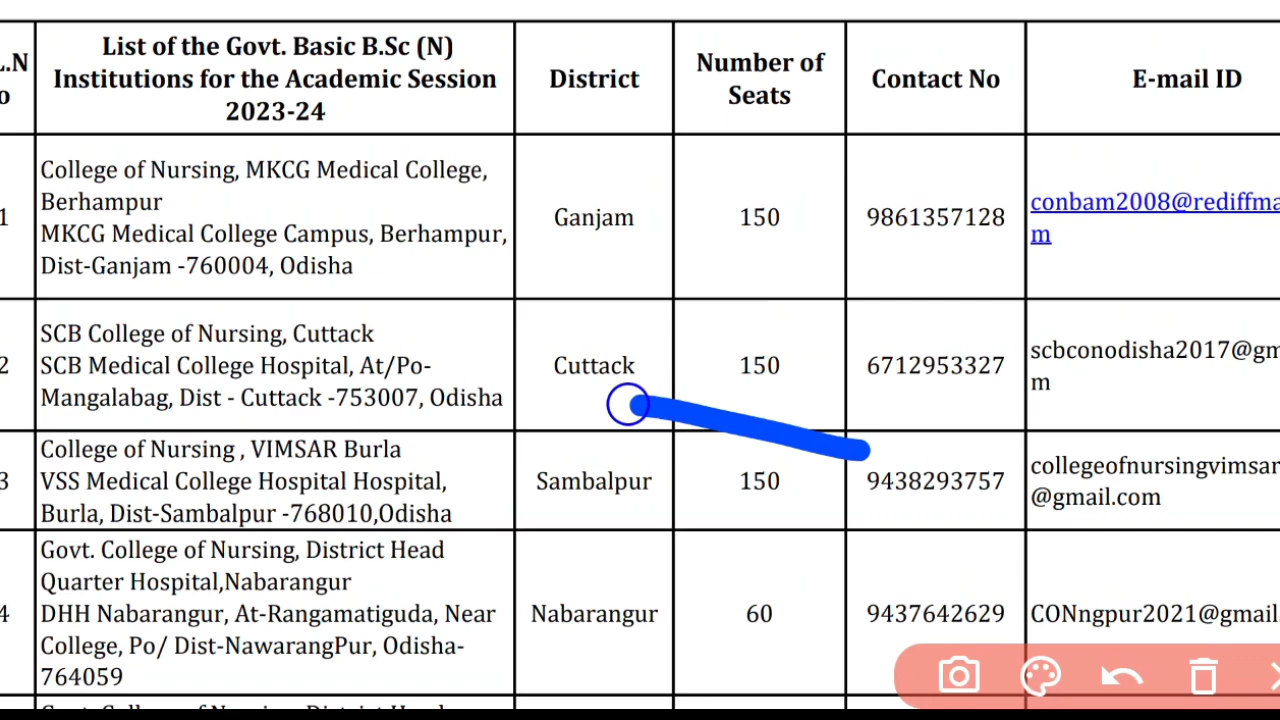 L.N
o
List of the Govt. Basic B.Sc (N)
Institutions for the Academic Session
2023-24
District
Number of
Seats
Contact No
E-mail ID
1
College of Nursing, MKCG Medical College,
Berhampur
MKCG Medical College Campus, Berhampur,
Dist-Ganjam -760004, Odisha
Ganjam
150
9861357128
conbam2008@rediffma
m
2
SCB College of Nursing, Cuttack
SCB Medical College Hospital, At/Po-
Mangalabag, Dist - Cuttack -753007, Odisha
Cuttack
150
6712953327
scbconodisha2017@gm
m
3
College of Nursing , VIMSAR Burla
VSS Medical College Hospital Hospital,
Burla, Dist-Sambalpur -768010,Odisha
Sambalpur
150
9438293757
collegeofnursingvimsar
@gmail.com
4
Govt. College of Nursing, District Head
Quarter Hospital,Nabarangur
DHH Nabarangur, At-Rangamatiguda, Near
College, Po/ Dist-NawarangPur, Odisha-
764059
Nabarangur
60
9437642629
CONngpur2021@gmail